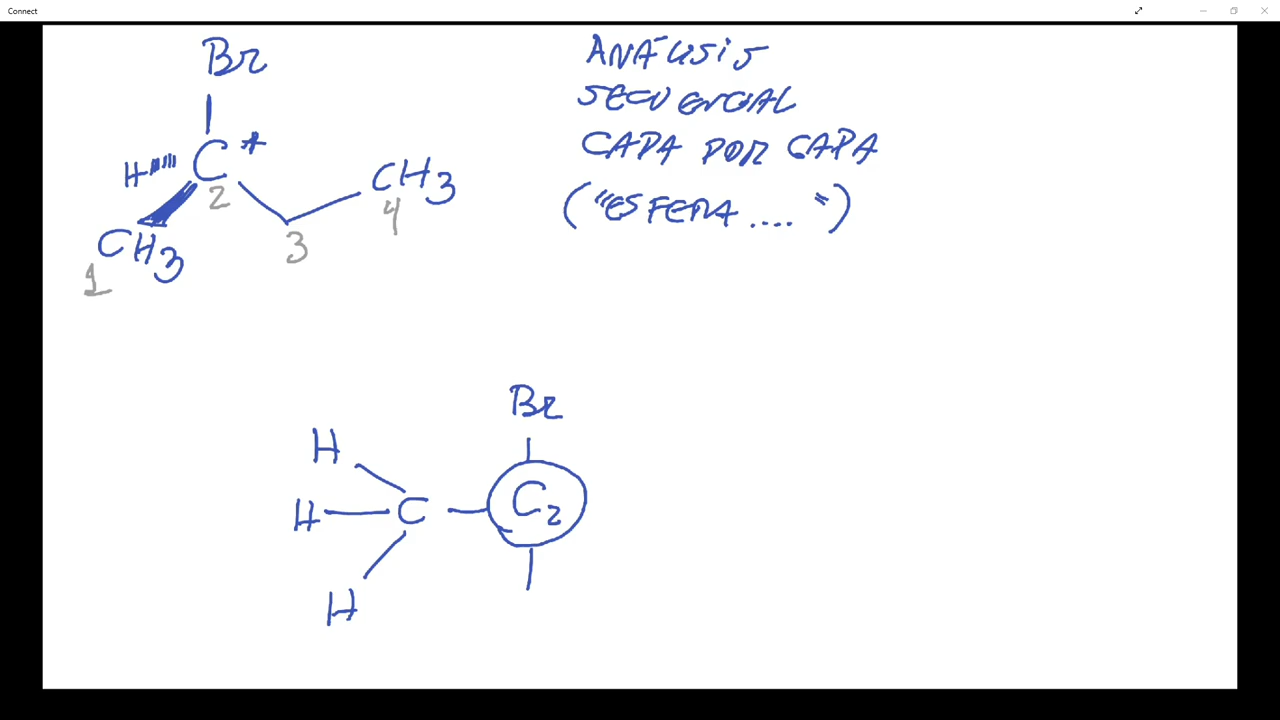 Connect
Br
H C *
2
CH3
1
3
CH3
4
ANÁLISIS
SECUENCIAL
CAPA POR CAPA
("ESFERA .... ")
Br
H
H C C2
H